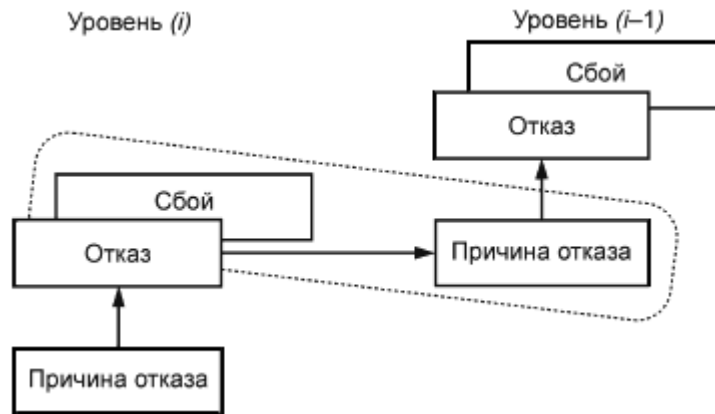 Уровень (i)
Уровень (i–1)
Сбой
Отказ
Сбой
Отказ
Причина отказа
Причина отказа